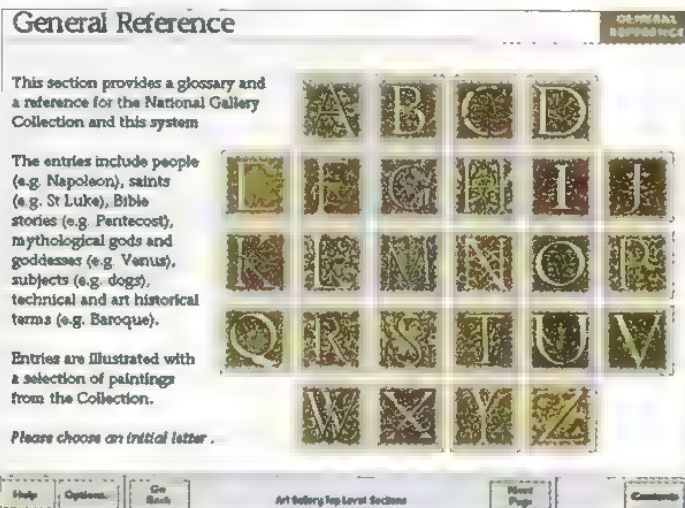 General Reference
GENERAL
REFERENCE
This section provides a glossary and
a reference for the National Gallery
Collection and this system
The entries include people
(e.g. Napoleon), saints
(e.g. St Luke), Bible
stories (e.g. Pentecost),
mythological gods and
goddesses (e.g. Venus),
subjects (e.g. dogs),
technical and art historical
terms (e.g. Baroque).
Entries are illustrated with
a selection of paintings
from the Collection.
Please choose an initial letter .
A B C D
E F G H I J
K L M N O P
Q R S T U V
W X Y Z
Help Options... Go Back Art Gallery Top Level Sections Next Page Contents